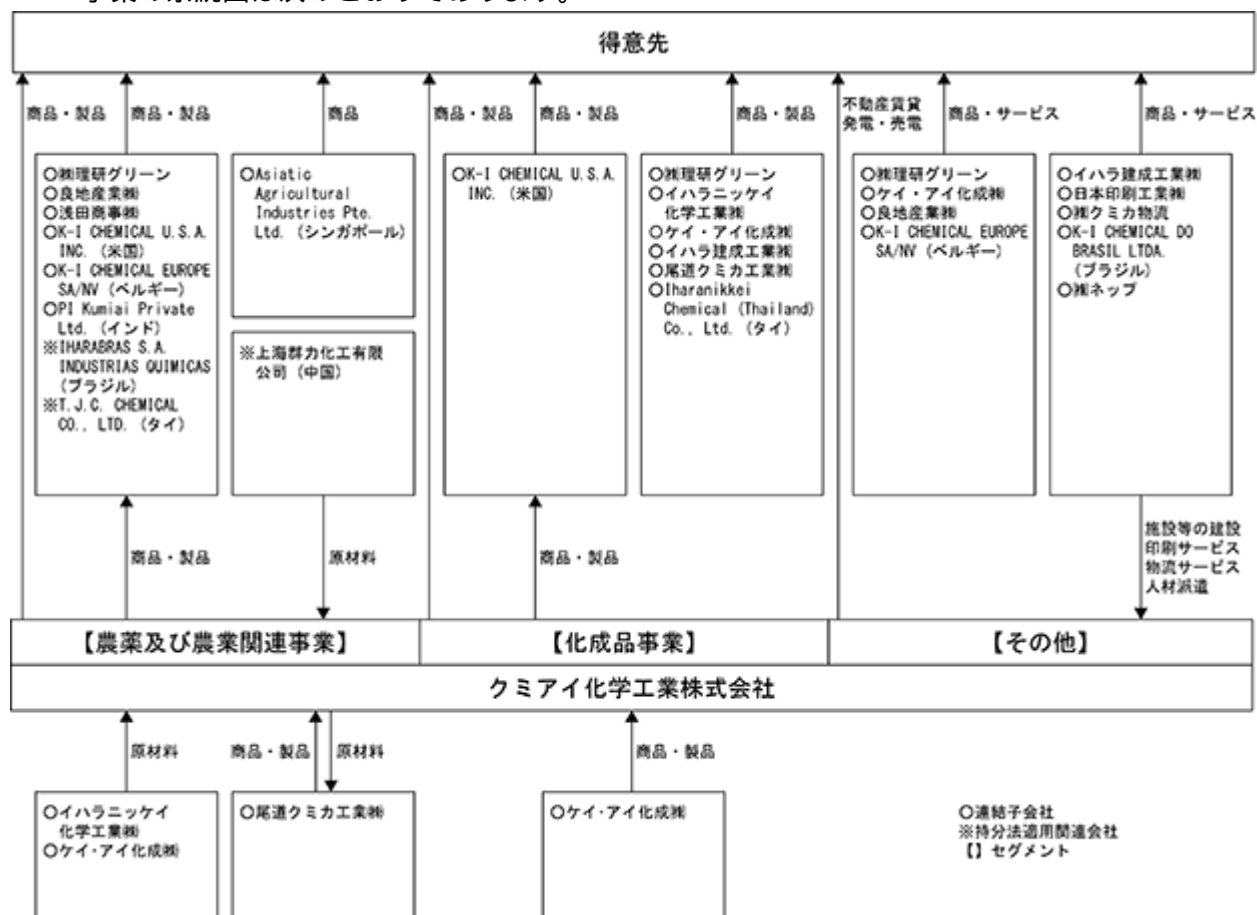 事業の系統図は次のとおりであります。
得意先
商品・製品
商品・製品
商品
商品・製品
商品・製品
商品・製品
不動産賃貸
発電・売電
商品・サービス
商品・サービス
○㈱理研グリーン
○良地産業㈱
○浅田商事㈱
○K-I CHEMICAL U.S.A.
INC. (米国)
○K-I CHEMICAL EUROPE
SA/NV (ベルギー)
○PI Kumiai Private
Ltd. (インド)
※IHARABRAS S.A.
INDUSTRIAS QUIMICAS
(ブラジル)
※T.J.C. CHEMICAL
CO., LTD. (タイ)
○Asiatic
Agricultural
Industries Pte.
Ltd. (シンガポール)
※上海群力化工有限
公司 (中国)
○K-I CHEMICAL U.S.A.
INC. (米国)
○㈱理研グリーン
○イハラニッケイ
化学工業㈱
○ケイ・アイ化成㈱
○イハラ建成工業㈱
○尾道クミカ工業㈱
○Iharanikkei
Chemical (Thailand)
Co., Ltd. (タイ)
○㈱理研グリーン
○ケイ・アイ化成㈱
○良地産業㈱
○K-I CHEMICAL EUROPE
SA/NV (ベルギー)
○イハラ建成工業㈱
○日本印刷工業㈱
○㈱クミカ物流
○K-I CHEMICAL DO
BRASIL LTDA.
(ブラジル)
○㈱ネップ
商品・製品
原材料
商品・製品
施設等の建設
印刷サービス
物流サービス
人材派遣
【農薬及び農業関連事業】
【化成品事業】
【その他】
クミアイ化学工業株式会社
原材料
商品・製品
原材料
商品・製品
○イハラニッケイ
化学工業㈱
○ケイ・アイ化成㈱
○尾道クミカ工業㈱
○ケイ・アイ化成㈱
○連結子会社
※持分法適用関連会社
【】セグメント